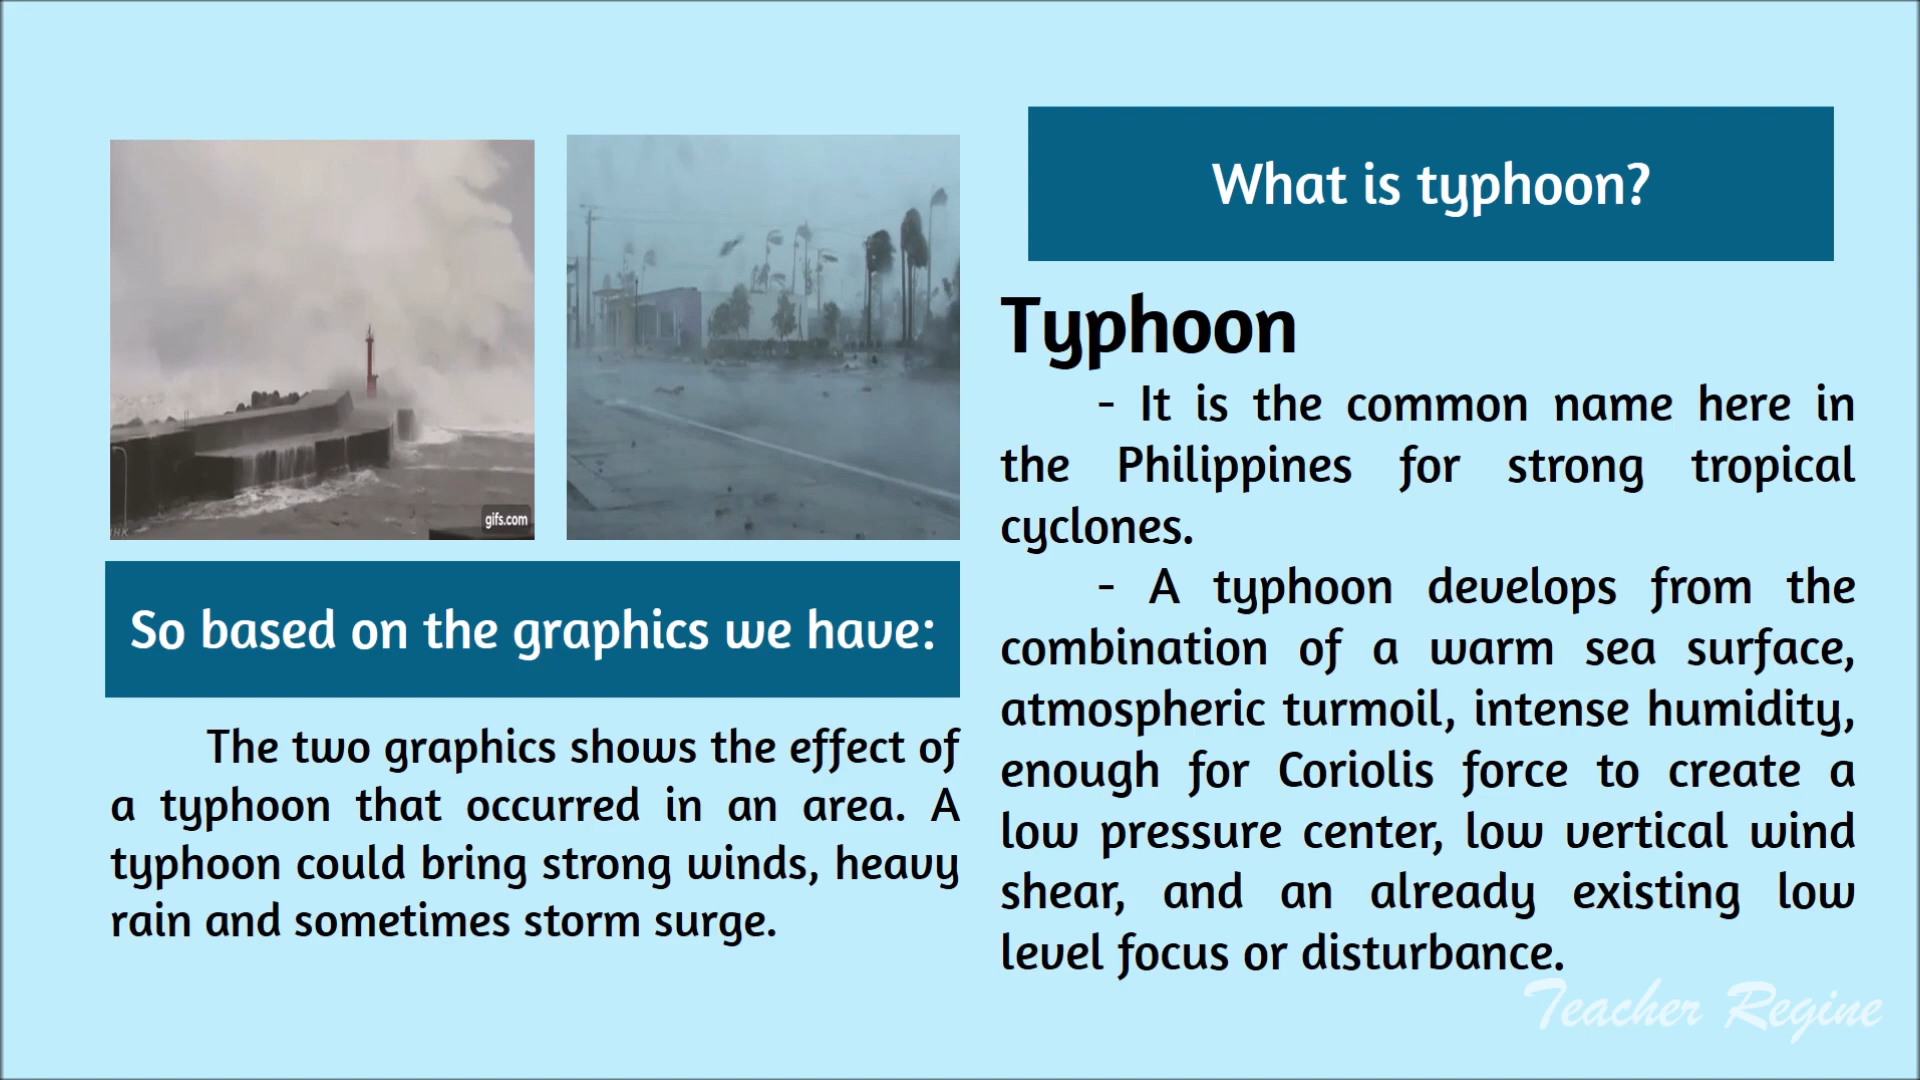 gifs.com
So based on the graphics we have:
The two graphics shows the effect of
a typhoon that occurred in an area. A
typhoon could bring strong winds, heavy
rain and sometimes storm surge.
What is typhoon?
Typhoon
- It is the common name here in
the Philippines for strong tropical
cyclones.
- A typhoon develops from the
combination of a warm sea surface,
atmospheric turmoil, intense humidity,
enough for Coriolis force to create a
low pressure center, low vertical wind
shear, and an already existing low
level focus or disturbance.
Teacher Regine